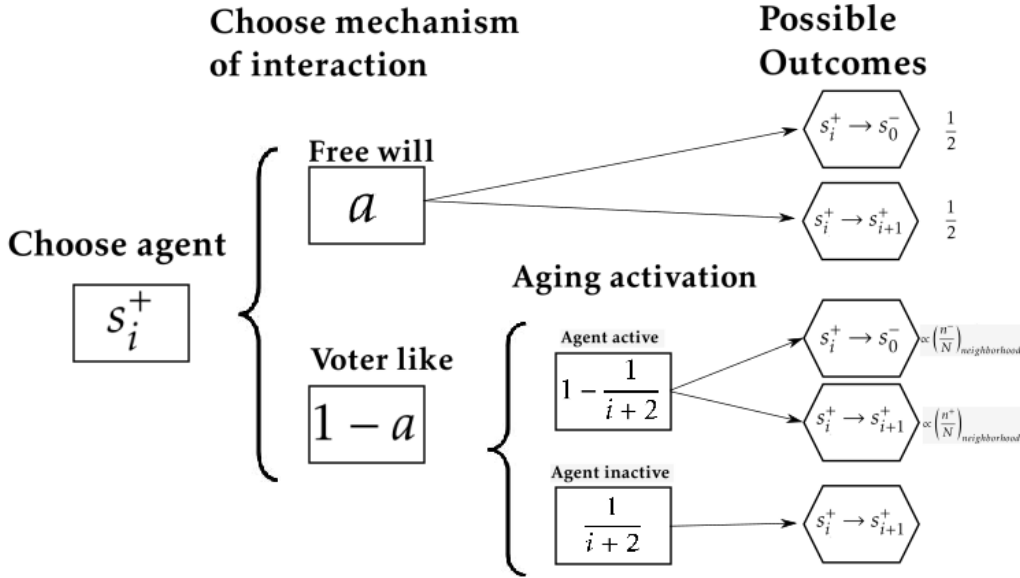 Choose mechanism
of interaction
Possible
Outcomes
Choose agent
s_i^+
Free will
a
s_i^+ → s_0^-
1/2
s_i^+ → s_{i+1}^+
1/2
Voter like
1 − a
Aging activation
Agent active
1 − 1/(i + 2)
s_i^+ → s_0^-
∝(n^-/N)_{neighborhood}
s_i^+ → s_{i+1}^+
∝(n^+/N)_{neighborhood}
Agent inactive
1/(i + 2)
s_i^+ → s_{i+1}^+